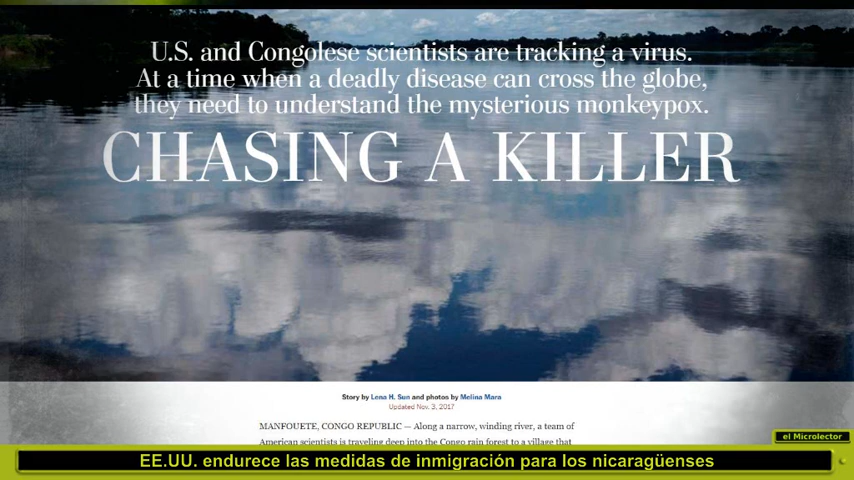 U.S. and Congolese scientists are tracking a virus.
At a time when a deadly disease can cross the globe,
they need to understand the mysterious monkeypox.
CHASING A KILLER
Story by Lena H. Sun and photos by Melina Mara
Updated Nov. 3, 2017
MANFOUETE, CONGO REPUBLIC — Along a narrow, winding river, a team of
American scientists is traveling deep into the Congo rain forest to a village that
el Microlector
EE.UU. endurece las medidas de inmigración para los nicaragüenses